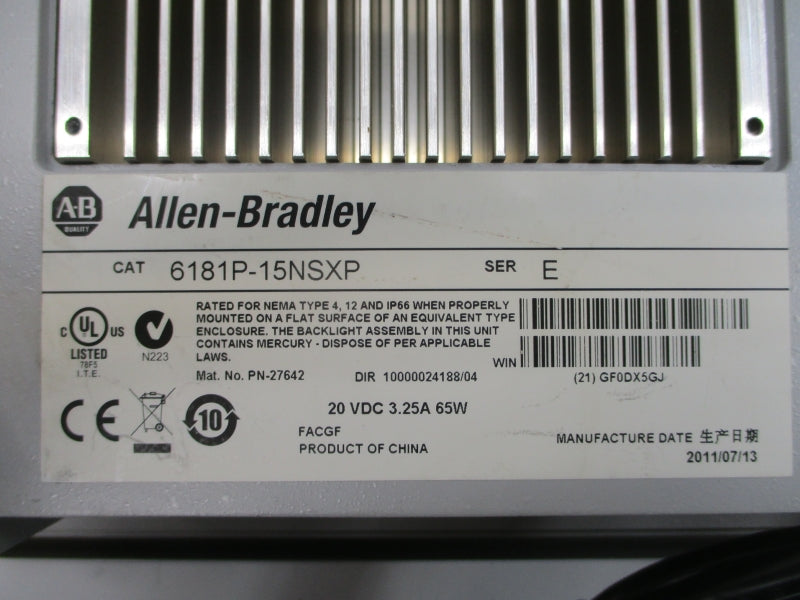 A-B
QUALITY
Allen-Bradley
CAT 6181P-15NSXP SER E
C UL US
LISTED
78F5
I.T.E.
N223
RATED FOR NEMA TYPE 4, 12 AND IP66 WHEN PROPERLY
MOUNTED ON A FLAT SURFACE OF AN EQUIVALENT TYPE
ENCLOSURE. THE BACKLIGHT ASSEMBLY IN THIS UNIT
CONTAINS MERCURY - DISPOSE OF PER APPLICABLE
LAWS.
WIN
Mat. No. PN-27642 DIR 10000024188/04
(21) GF0DX5GJ
CE
10
20 VDC 3.25A 65W
FACGF
PRODUCT OF CHINA
MANUFACTURE DATE 生产日期
2011/07/13